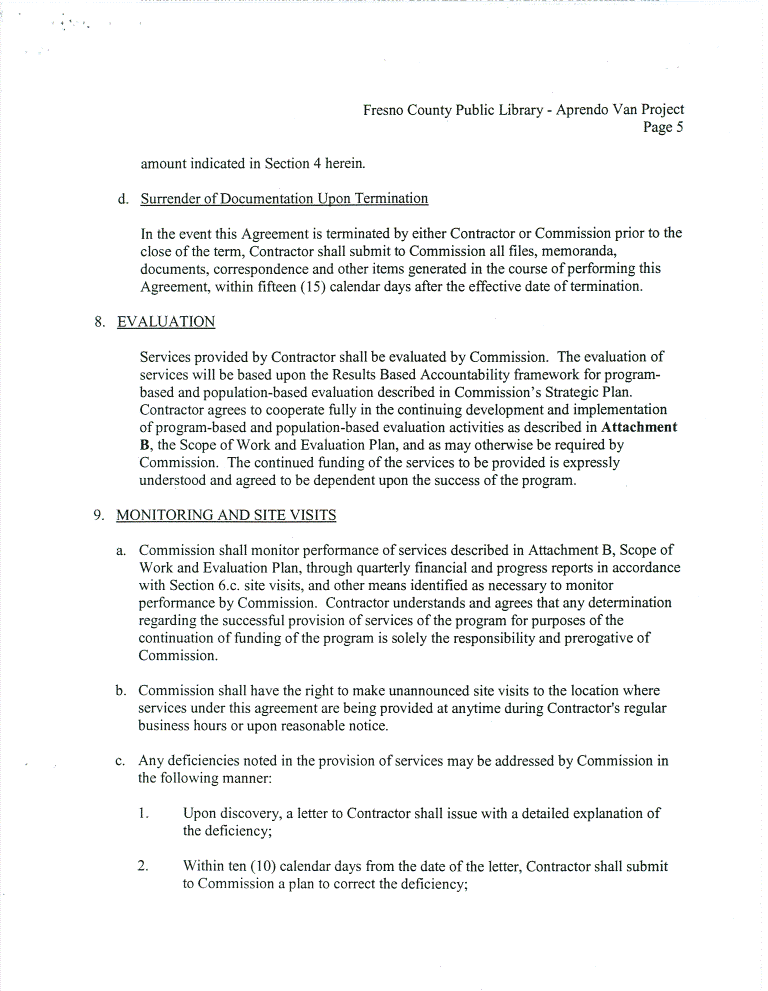 Fresno County Public Library - Aprendo Van Project
Page 5
amount indicated in Section 4 herein.
d. Surrender of Documentation Upon Termination
In the event this Agreement is terminated by either Contractor or Commission prior to the
close of the term, Contractor shall submit to Commission all files, memoranda,
documents, correspondence and other items generated in the course of performing this
Agreement, within fifteen (15) calendar days after the effective date of termination.
8. EVALUATION
Services provided by Contractor shall be evaluated by Commission. The evaluation of
services will be based upon the Results Based Accountability framework for program-
based and population-based evaluation described in Commission's Strategic Plan.
Contractor agrees to cooperate fully in the continuing development and implementation
of program-based and population-based evaluation activities as described in Attachment
B, the Scope of Work and Evaluation Plan, and as may otherwise be required by
Commission. The continued funding of the services to be provided is expressly
understood and agreed to be dependent upon the success of the program.
9. MONITORING AND SITE VISITS
a. Commission shall monitor performance of services described in Attachment B, Scope of
Work and Evaluation Plan, through quarterly financial and progress reports in accordance
with Section 6.c. site visits, and other means identified as necessary to monitor
performance by Commission. Contractor understands and agrees that any determination
regarding the successful provision of services of the program for purposes of the
continuation of funding of the program is solely the responsibility and prerogative of
Commission.
b. Commission shall have the right to make unannounced site visits to the location where
services under this agreement are being provided at anytime during Contractor's regular
business hours or upon reasonable notice.
c. Any deficiencies noted in the provision of services may be addressed by Commission in
the following manner:
1. Upon discovery, a letter to Contractor shall issue with a detailed explanation of
the deficiency;
2. Within ten (10) calendar days from the date of the letter, Contractor shall submit
to Commission a plan to correct the deficiency;